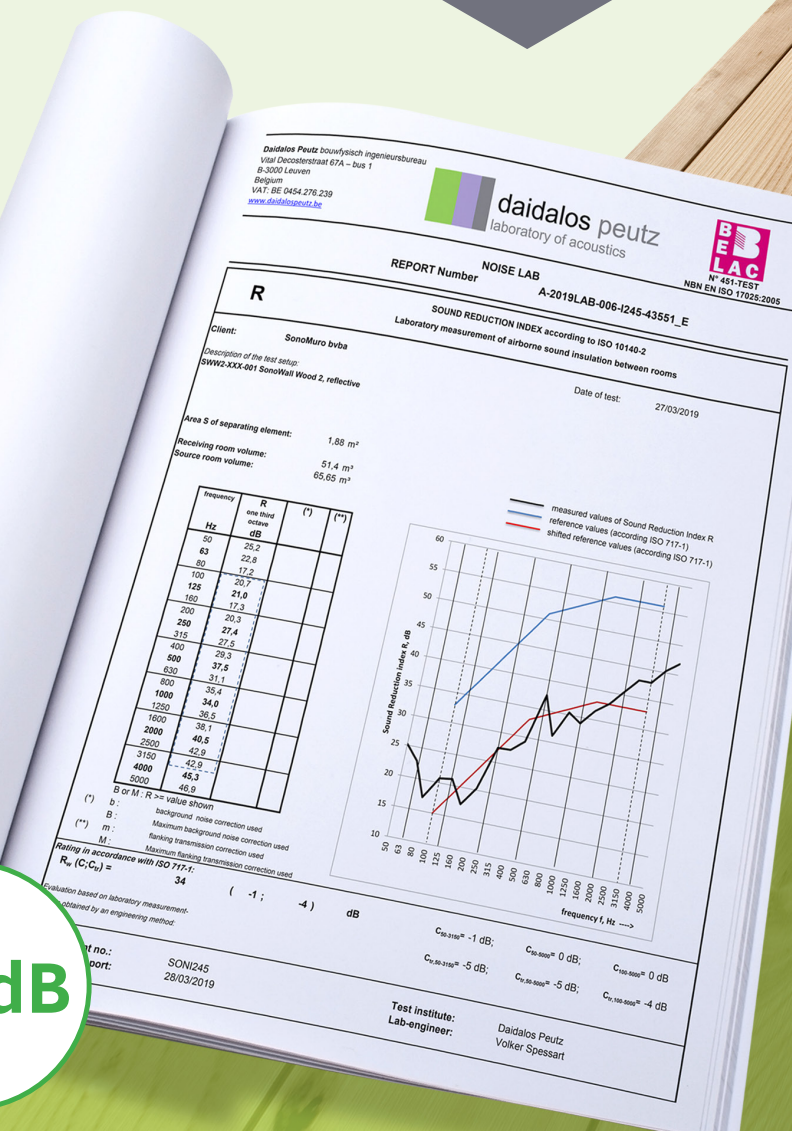 Daidalos Peutz bouwfysisch ingenieursbureau
Vital Decosterstraat 67A – bus 1
B-3000 Leuven
Belgium
VAT: BE 0454.276.239
www.daidalospeutz.be
daidalos peutz
laboratory of acoustics
B
E
LAC
N° 451-TEST
NBN EN ISO 17025:2005
NOISE LAB
REPORT Number
A-2019LAB-006-I245-43551_E
R
SOUND REDUCTION INDEX according to ISO 10140-2
Laboratory measurement of airborne sound insulation between rooms
Client: SonoMuro bvba
Description of the test setup:
SWW2-XXX-001 SonoWall Wood 2, reflective
Date of test: 27/03/2019
Area S of separating element: 1,88 m²
Receiving room volume: 51,4 m³
Source room volume: 65,65 m³
frequency R (*) (**)
one third
octave
Hz dB
50 25,2
63 22,8
80 17,2
100 20,7
125 21,0
160 17,3
200 20,3
250 27,4
315 27,5
400 29,3
500 37,5
630 31,1
800 35,4
1000 34,0
1250 36,5
1600 38,1
2000 40,5
2500 42,9
3150 42,9
4000 45,3
5000 46,9
measured values of Sound Reduction Index R
reference values (according ISO 717-1)
shifted reference values (according ISO 717-1)
Sound Reduction index R, dB
60
55
50
45
40
35
30
25
20
15
10
50 63 80 100 125 160 200 250 315 400 500 630 800 1000 1250 1600 2000 2500 3150 4000 5000
frequency f, Hz ---->
B or M : R >= value shown
(*) b : background noise correction used
B : Maximum background noise correction used
(**) m : flanking transmission correction used
M : Maximum flanking transmission correction used
Rating in accordance with ISO 717-1:
Rw (C;Ctr) = 34 ( -1 ; -4 ) dB
Evaluation based on laboratory measurement-
obtained by an engineering method:
C50-3150= -1 dB; C50-5000= 0 dB; C100-5000= 0 dB
Ctr,50-3150= -5 dB; Ctr,50-5000= -5 dB; Ctr,100-5000= -4 dB
no.: SONI245
port: 28/03/2019
Test institute: Daidalos Peutz
Lab-engineer: Volker Spessart
dB